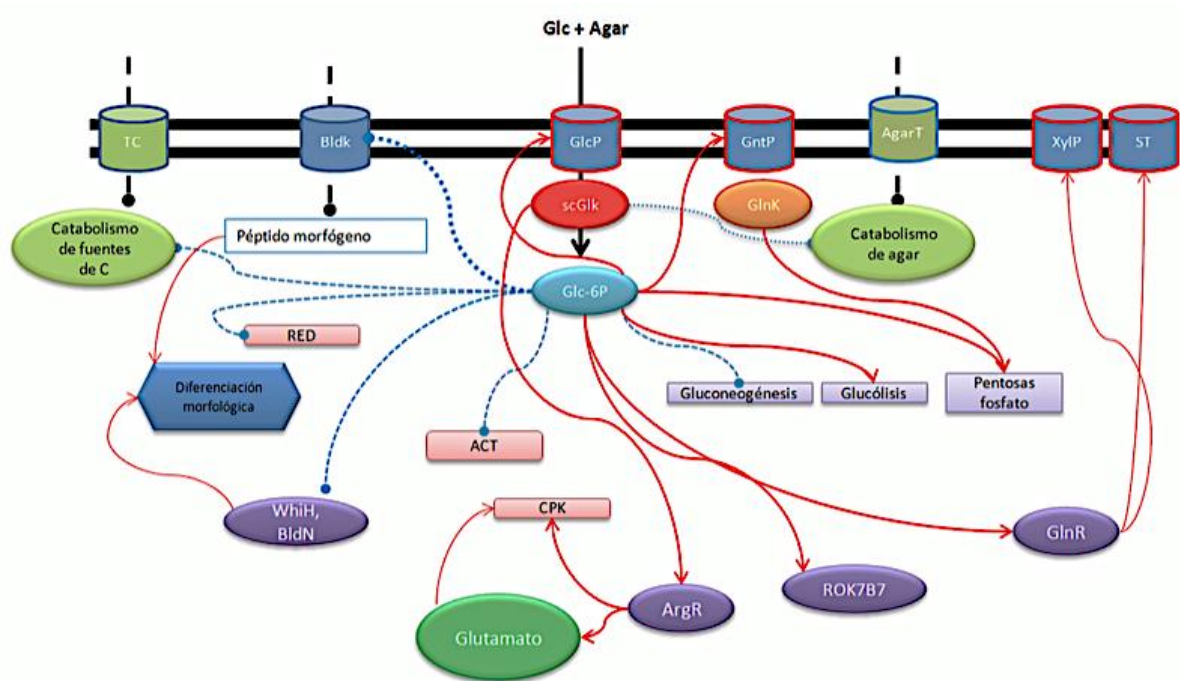 Glc + Agar
TC
Bldk
GlcP
GntP
AgarT
XylP
ST
scGlk
GlnK
Catabolismo
de fuentes
de C
Péptido morfógeno
Catabolismo
de agar
Glc-6P
RED
Diferenciación
morfológica
Gluconeogénesis
Glucólisis
Pentosas
fosfato
ACT
WhiH,
BldN
CPK
GlnR
ROK7B7
ArgR
Glutamato